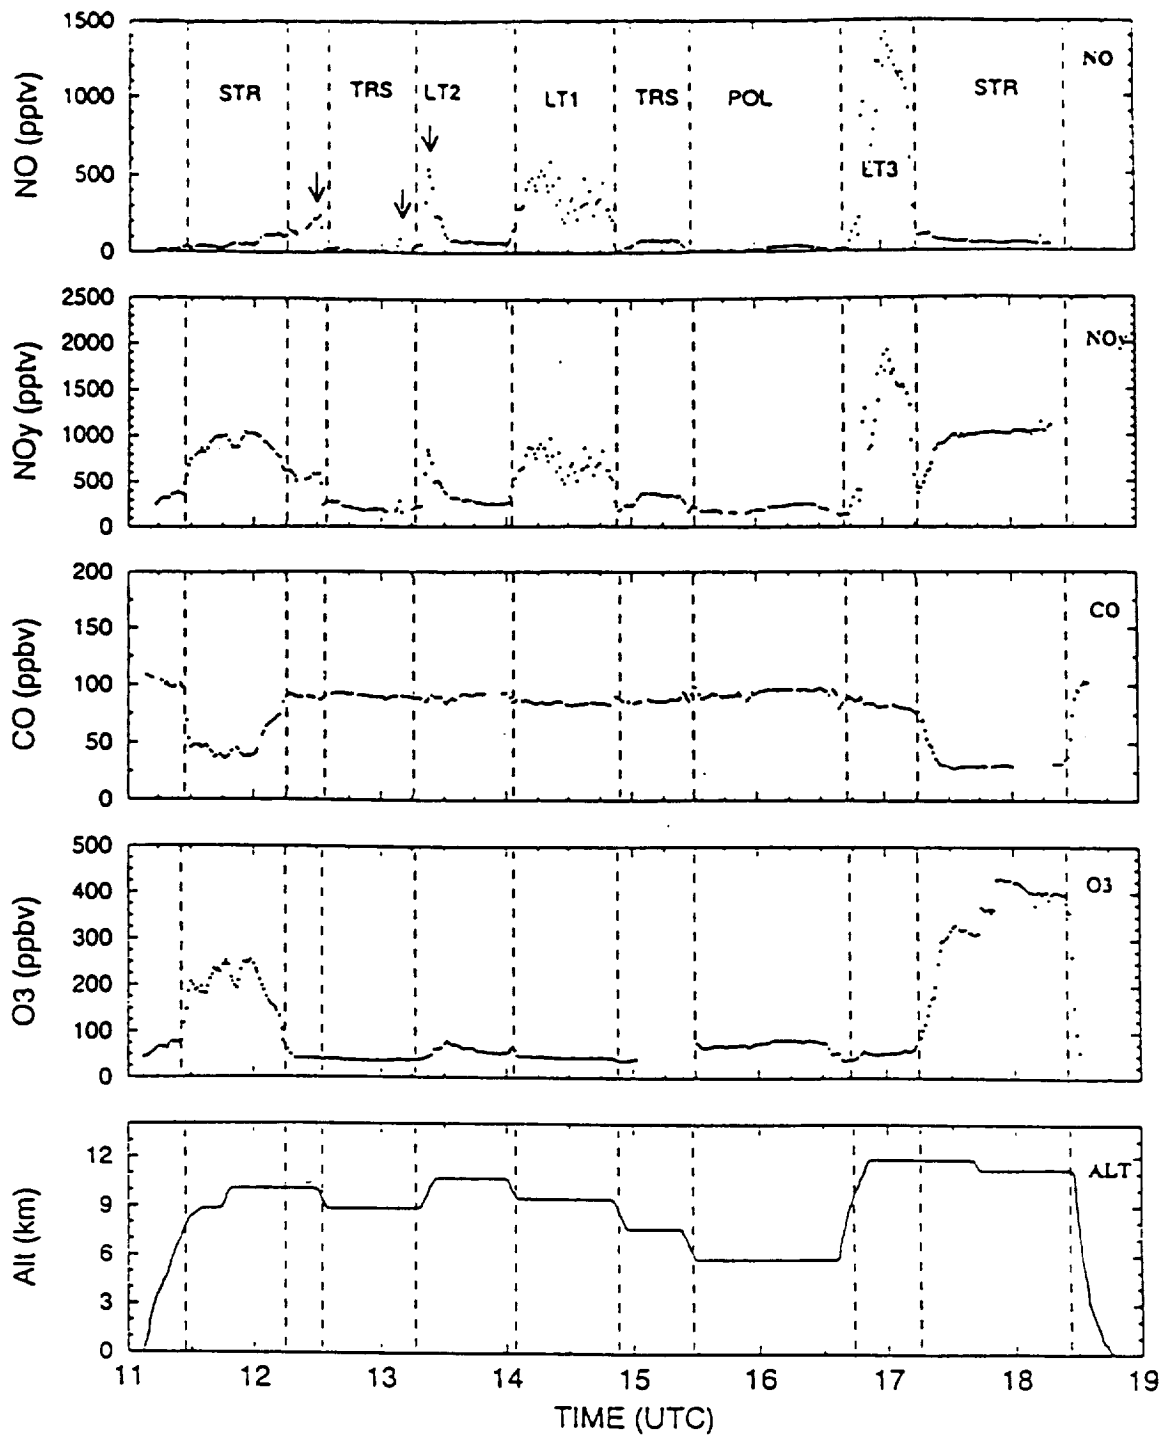 NO (pptv)
1500
1000
500
0
STR
TRS
LT2
LT1
TRS
POL
LT3
STR
NO
NOy (pptv)
2500
2000
1500
1000
500
0
NOy
CO (ppbv)
200
150
100
50
0
CO
O3 (ppbv)
500
400
300
200
100
0
O3
Alt (km)
12
9
6
3
0
ALT
11 12 13 14 15 16 17 18 19
TIME (UTC)